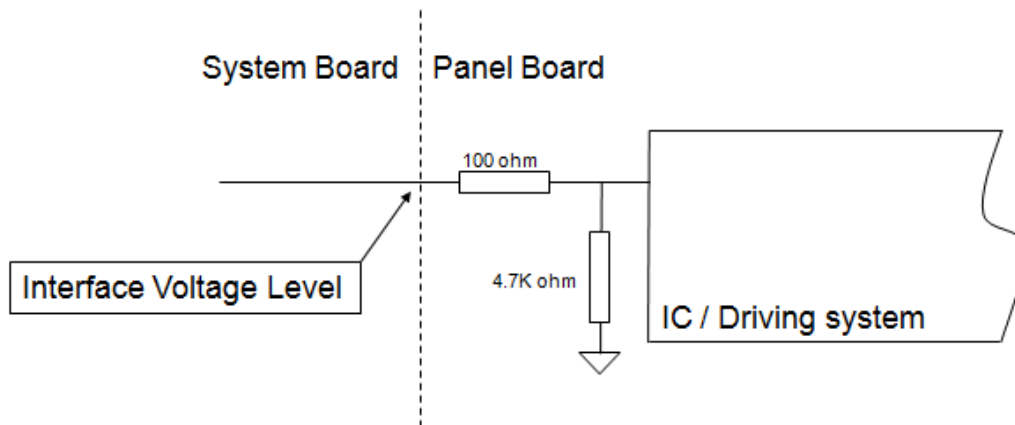 System Board
Panel Board
100 ohm
Interface Voltage Level
4.7K ohm
IC / Driving system